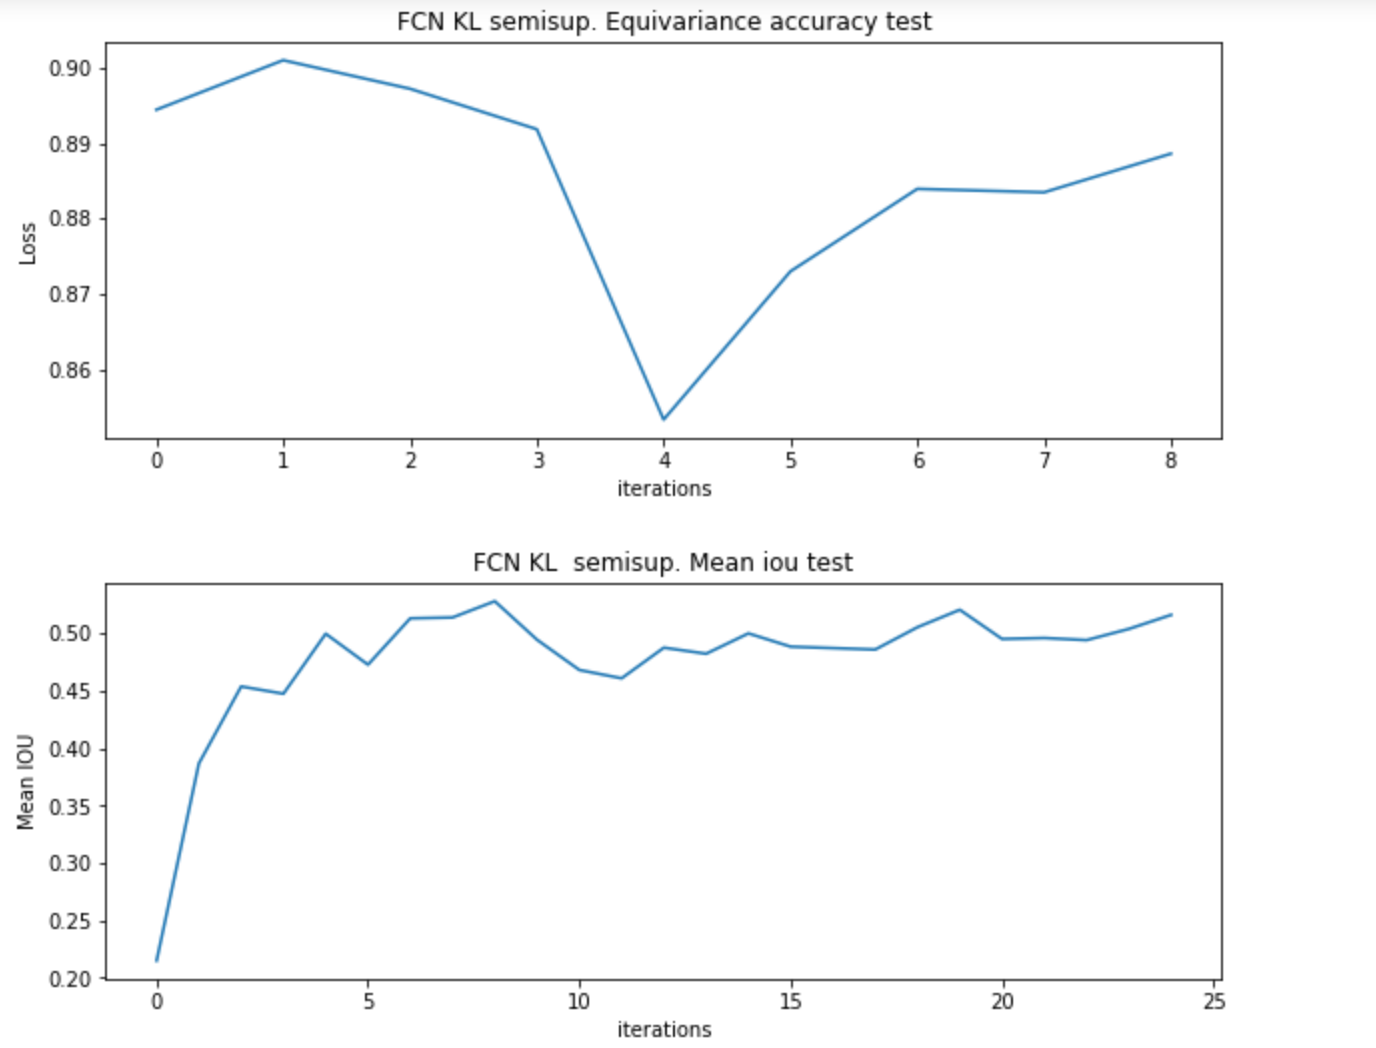 FCN KL semisup. Equivariance accuracy test
0.90
0.89
0.88
0.87
0.86
Loss
0 1 2 3 4 5 6 7 8
iterations
FCN KL  semisup. Mean iou test
0.50
0.45
0.40
0.35
0.30
0.25
0.20
Mean IOU
0 5 10 15 20 25
iterations